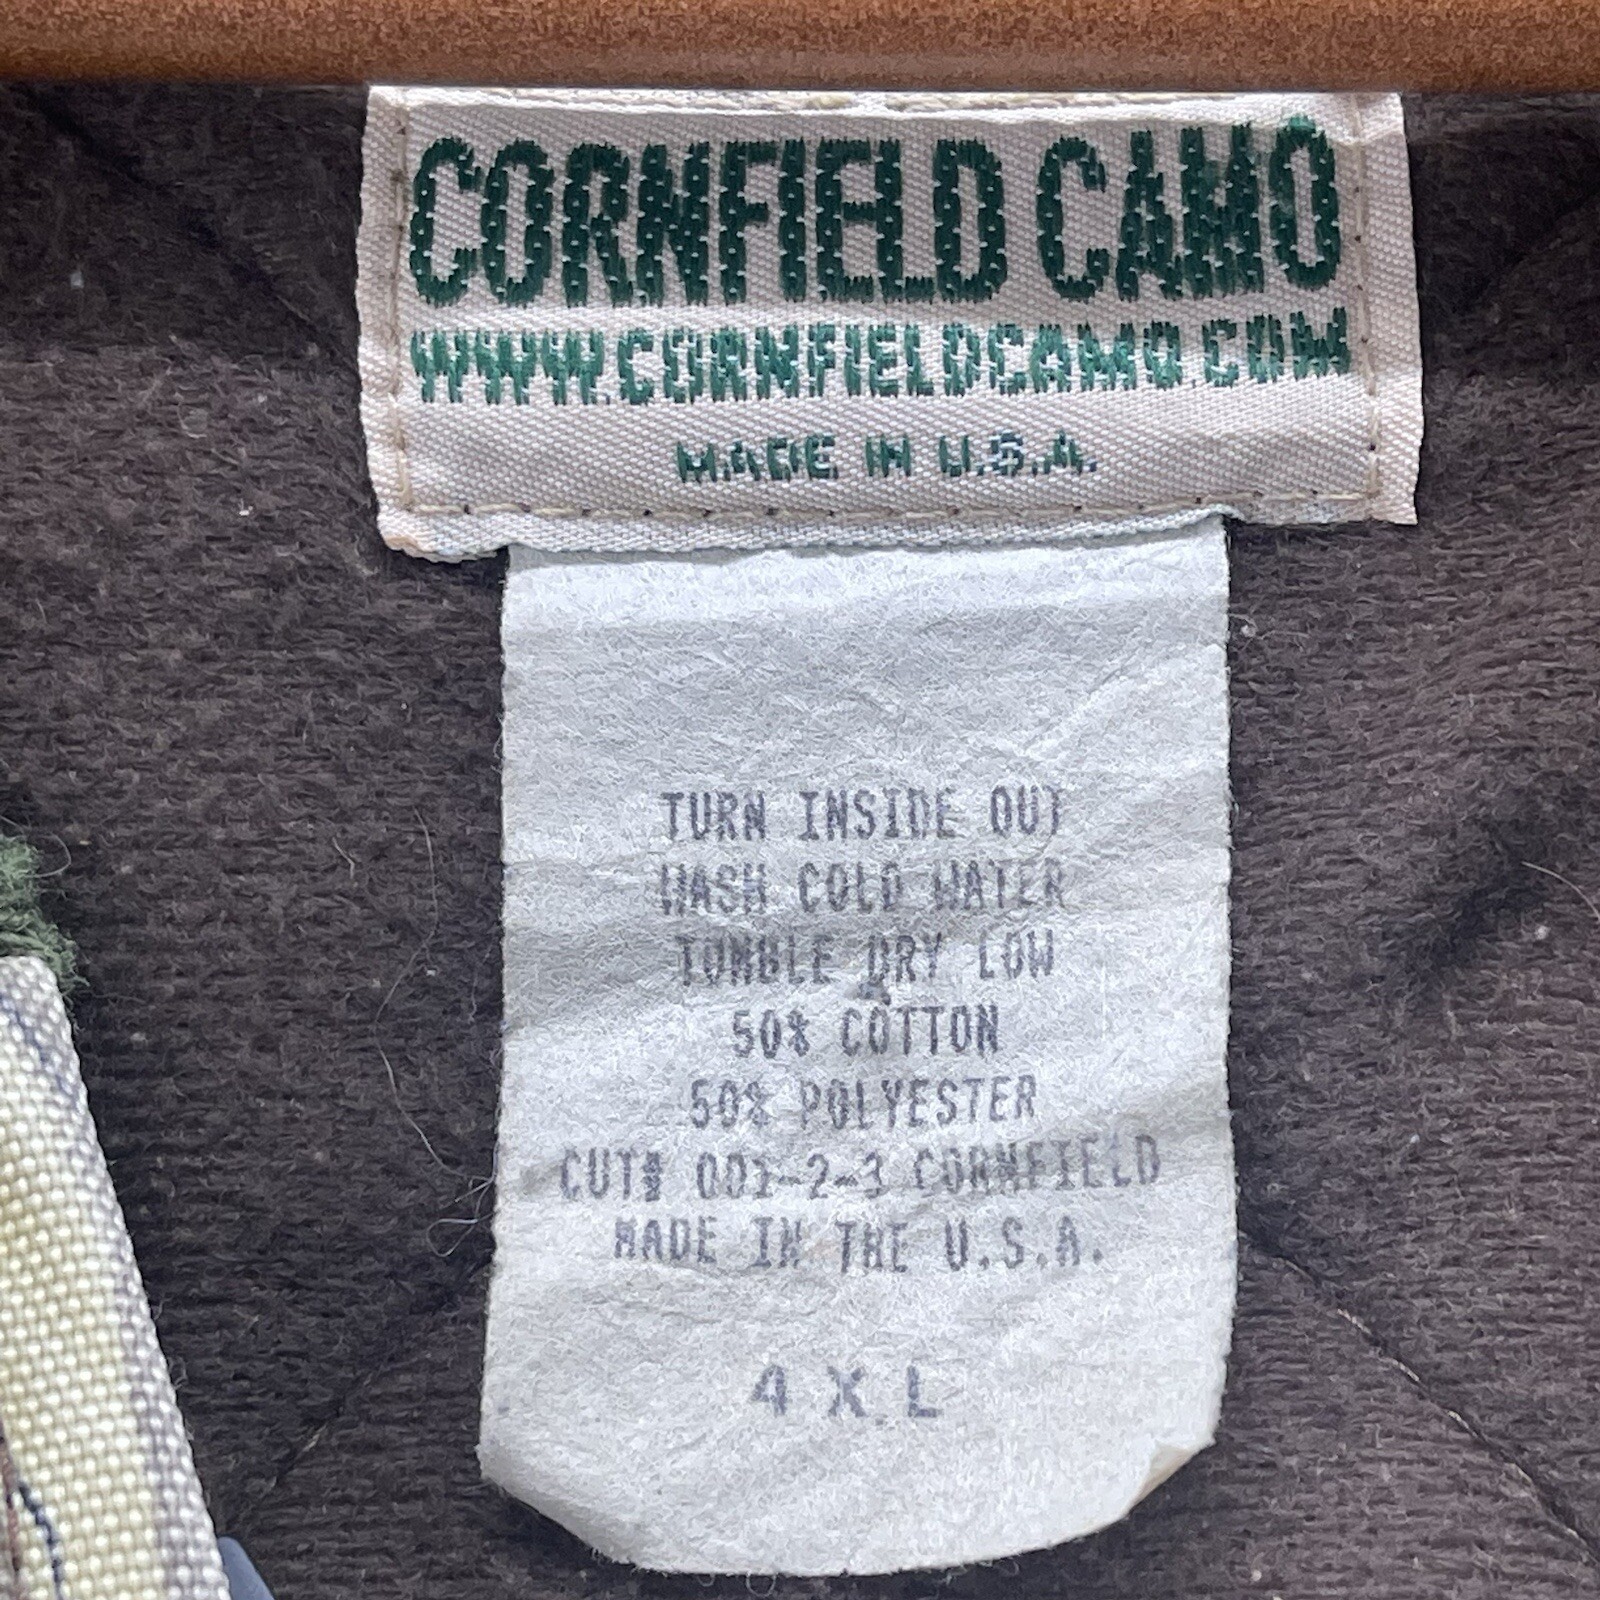 CORNFIELD CAMO
WWW.CORNFIELDCAMO.COM
MADE IN U.S.A.
TURN INSIDE OUT
WASH COLD WATER
TUMBLE DRY LOW
50% COTTON
50% POLYESTER
CUT# 001-2-3 CORNFIELD
MADE IN THE U.S.A.
4XL